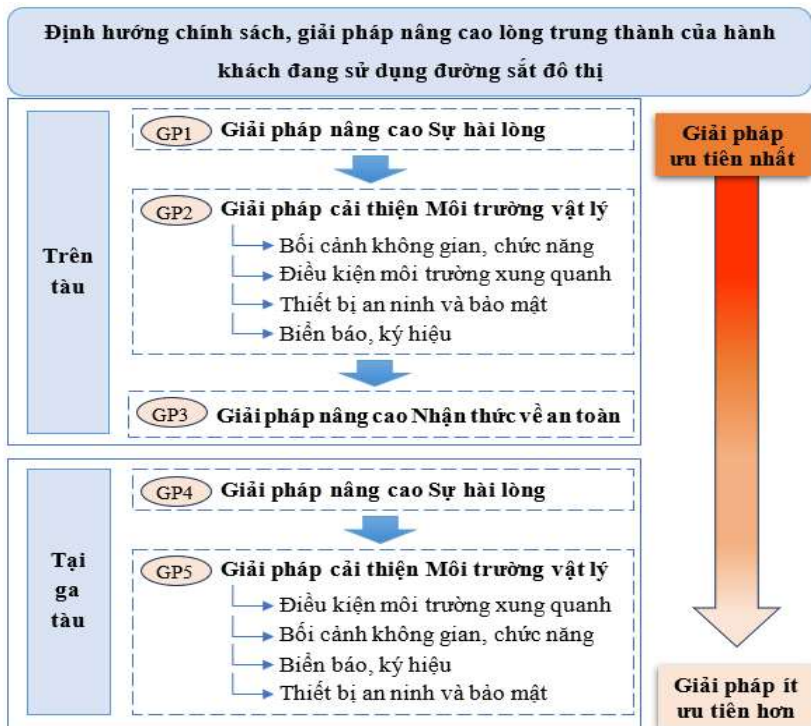 Định hướng chính sách, giải pháp nâng cao lòng trung thành của hành
khách đang sử dụng đường sắt đô thị
Trên
tàu
GP1 Giải pháp nâng cao Sự hài lòng
GP2 Giải pháp cải thiện Môi trường vật lý
Bối cảnh không gian, chức năng
Điều kiện môi trường xung quanh
Thiết bị an ninh và bảo mật
Biển báo, ký hiệu
GP3 Giải pháp nâng cao Nhận thức về an toàn
Tại
ga
tàu
GP4 Giải pháp nâng cao Sự hài lòng
GP5 Giải pháp cải thiện Môi trường vật lý
Điều kiện môi trường xung quanh
Bối cảnh không gian, chức năng
Biển báo, ký hiệu
Thiết bị an ninh và bảo mật
Giải pháp
ưu tiên nhất
Giải pháp ít
ưu tiên hơn